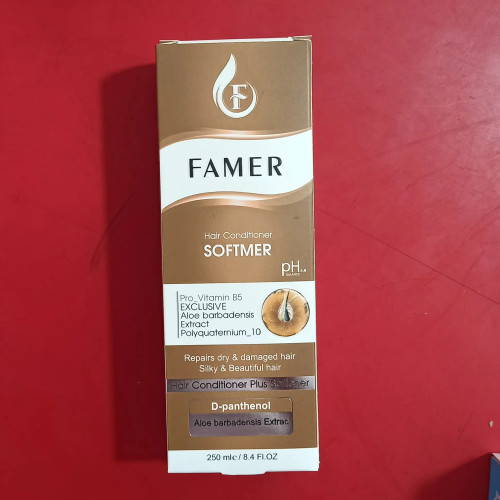 F
FAMER
Hair Conditioner
SOFTMER
pH
Pro_Vitamin B5
EXCLUSIVE
Aloe barbadensis
Extract
Polyquaternium_10
Repairs dry & damaged hair
Silky & Beautiful hair
Hair Conditioner Plus
D-panthenol
Aloe barbadensis Extrac
250 mle / 8.4 Fl.OZ